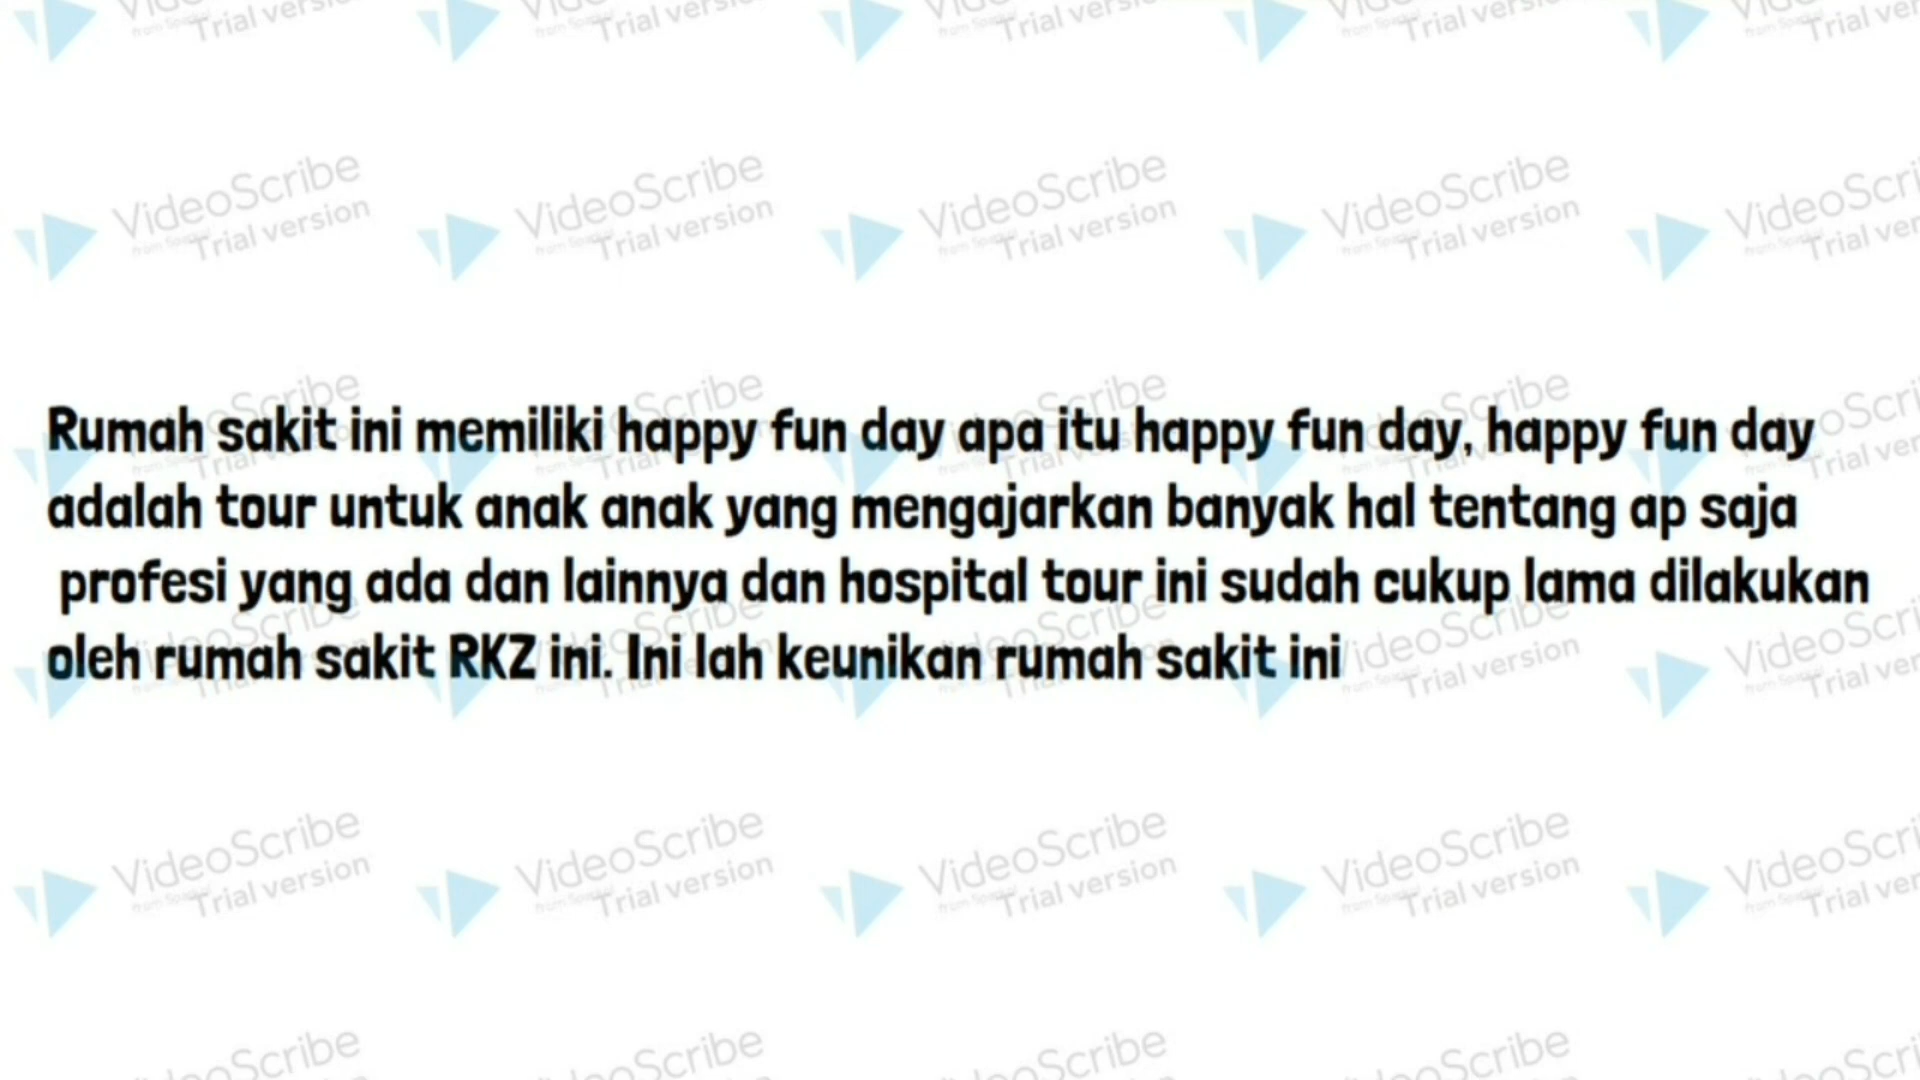 Rumah sakit ini memiliki happy fun day apa itu happy fun day, happy fun day
adalah tour untuk anak anak yang mengajarkan banyak hal tentang ap saja
profesi yang ada dan lainnya dan hospital tour ini sudah cukup lama dilakukan
oleh rumah sakit RKZ ini. Ini lah keunikan rumah sakit ini
VideoScribe
Trial version